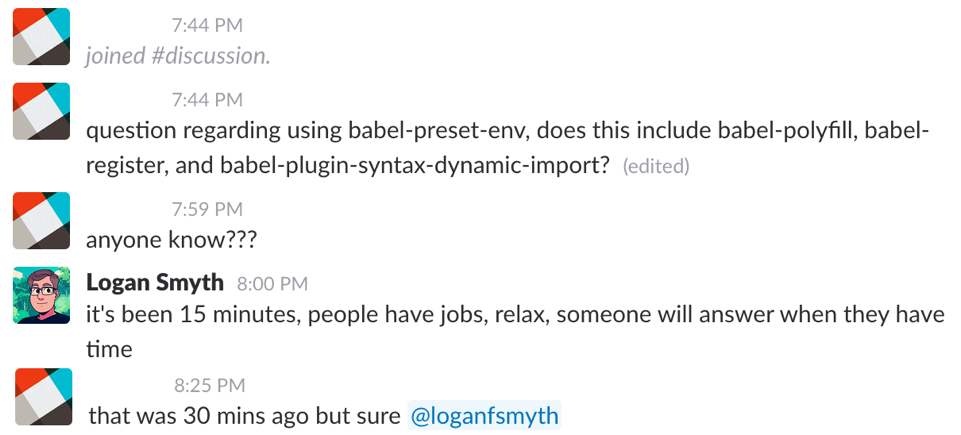 7:44 PM
joined #discussion.
7:44 PM
question regarding using babel-preset-env, does this include babel-polyfill, babel-
register, and babel-plugin-syntax-dynamic-import? (edited)
7:59 PM
anyone know???
Logan Smyth 8:00 PM
it's been 15 minutes, people have jobs, relax, someone will answer when they have
time
8:25 PM
that was 30 mins ago but sure @loganfsmyth